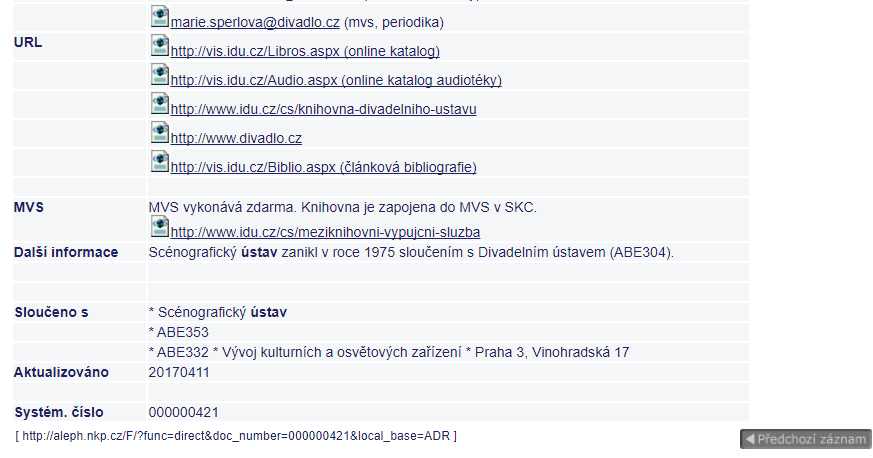 marie.sperlova@divadlo.cz (mvs, periodika)
URL http://vis.idu.cz/Libros.aspx (online katalog)
http://vis.idu.cz/Audio.aspx (online katalog audiotéky)
http://www.idu.cz/cs/knihovna-divadelniho-ustavu
http://www.divadlo.cz
http://vis.idu.cz/Biblio.aspx (článková bibliografie)
MVS MVS vykonává zdarma. Knihovna je zapojena do MVS v SKC.
http://www.idu.cz/cs/meziknihovni-vypujcni-sluzba
Další informace Scénografický ústav zanikl v roce 1975 sloučením s Divadelním ústavem (ABE304).
Sloučeno s * Scénografický ústav
* ABE353
* ABE332 * Vývoj kulturních a osvětových zařízení * Praha 3, Vinohradská 17
Aktualizováno 20170411
Systém. číslo 000000421
[ http://aleph.nkp.cz/F/?func=direct&doc_number=000000421&local_base=ADR ]
Předchozí záznam